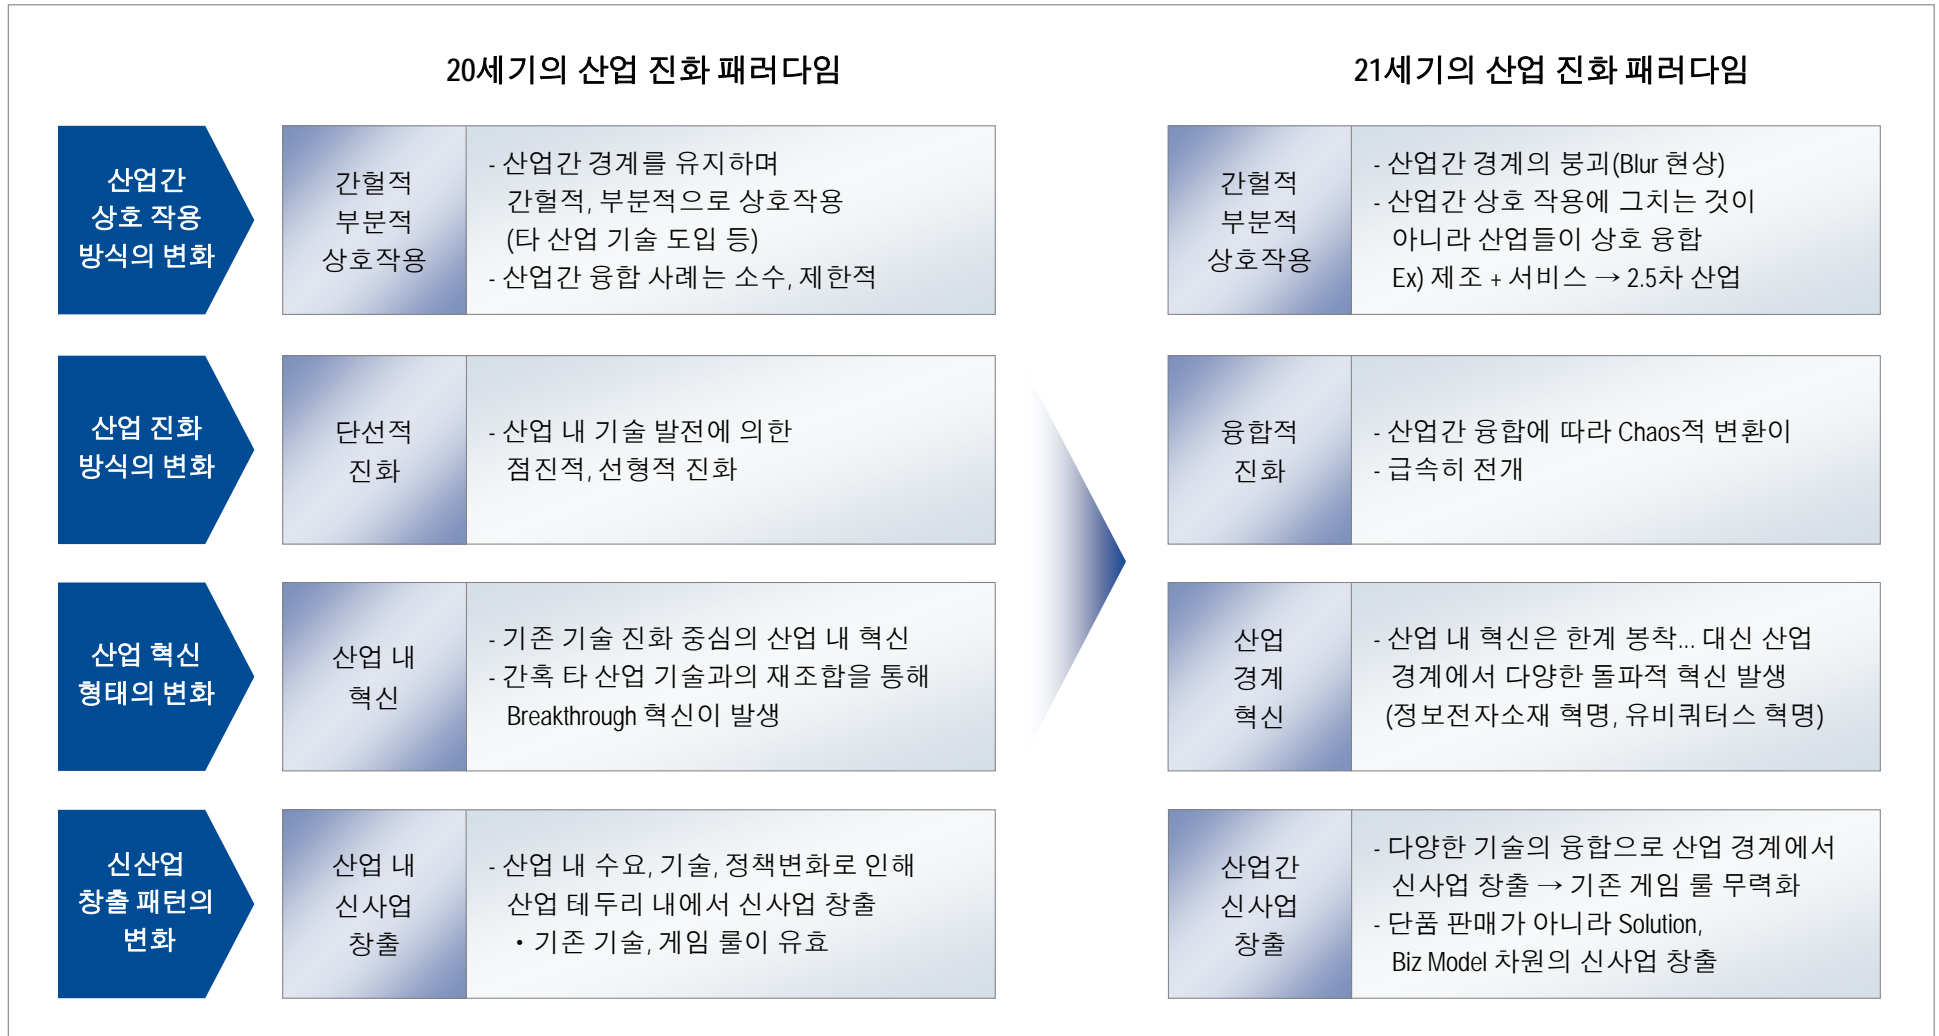 20세기의 산업 진화 패러다임
21세기의 산업 진화 패러다임
산업간
상호 작용
방식의 변화
간헐적
부분적
상호작용
- 산업간 경계를 유지하며
간헐적, 부분적으로 상호작용
(타 산업 기술 도입 등)
- 산업간 융합 사례는 소수, 제한적
간헐적
부분적
상호작용
- 산업간 경계의 붕괴(Blur 현상)
- 산업간 상호 작용에 그치는 것이
아니라 산업들이 상호 융합
Ex) 제조 + 서비스 → 2.5차 산업
산업 진화
방식의 변화
단선적
진화
- 산업 내 기술 발전에 의한
점진적, 선형적 진화
융합적
진화
- 산업간 융합에 따라 Chaos적 변환이
- 급속히 전개
산업 혁신
형태의 변화
산업 내
혁신
- 기존 기술 진화 중심의 산업 내 혁신
- 간혹 타 산업 기술과의 재조합을 통해
Breakthrough 혁신이 발생
산업
경계
혁신
- 산업 내 혁신은 한계 봉착... 대신 산업
경계에서 다양한 돌파적 혁신 발생
(정보전자소재 혁명, 유비쿼터스 혁명)
신산업
창출 패턴의
변화
산업 내
신사업
창출
- 산업 내 수요, 기술, 정책변화로 인해
산업 테두리 내에서 신사업 창출
• 기존 기술, 게임 룰이 유효
산업간
신사업
창출
- 다양한 기술의 융합으로 산업 경계에서
신사업 창출 → 기존 게임 룰 무력화
- 단품 판매가 아니라 Solution,
Biz Model 차원의 신사업 창출